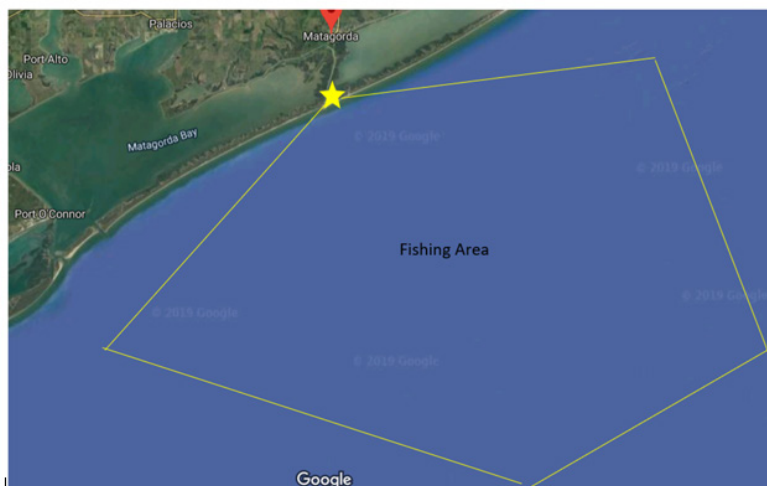 Palacios
Matagorda
Port Alto
Olivia
© 2019 Google
Matagorda Bay
© 2019 Google
Port O'Connor
Fishing Area
© 2019 Google
© 2019 Google
© 2019 Google
Google